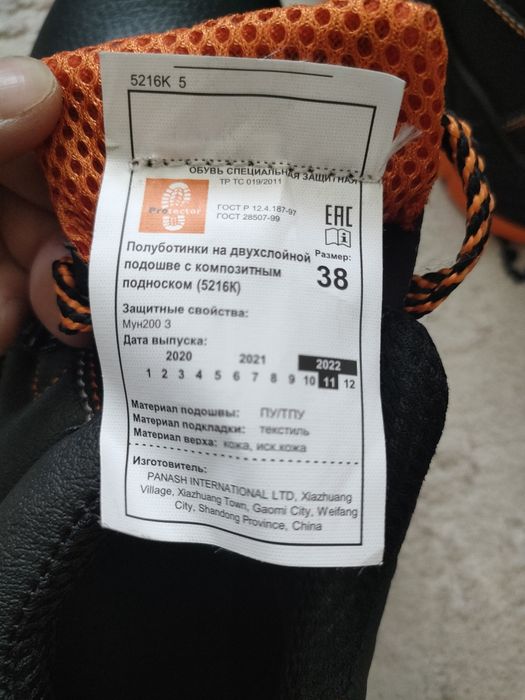 5216K 5
ОБУВЬ СПЕЦИАЛЬНАЯ ЗАЩИТНАЯ
ТР ТС 019/2011
Protector
ГОСТ Р 12.4.187-97
ГОСТ 28507-99
EAC
Полуботинки на двухслойной
подошве с композитным
подноском (5216К)
Размер:
38
Защитные свойства:
Мун200 З
Дата выпуска:
2020 2021 2022
1 2 3 4 5 6 7 8 9 10 11 12
Материал подошвы: ПУ/ТПУ
Материал подкладки: текстиль
Материал верха: кожа, иск.кожа
Изготовитель:
PANASH INTERNATIONAL LTD, Xiazhuang
Village, Xiazhuang Town, Gaomi City, Weifang
City, Shandong Province, China